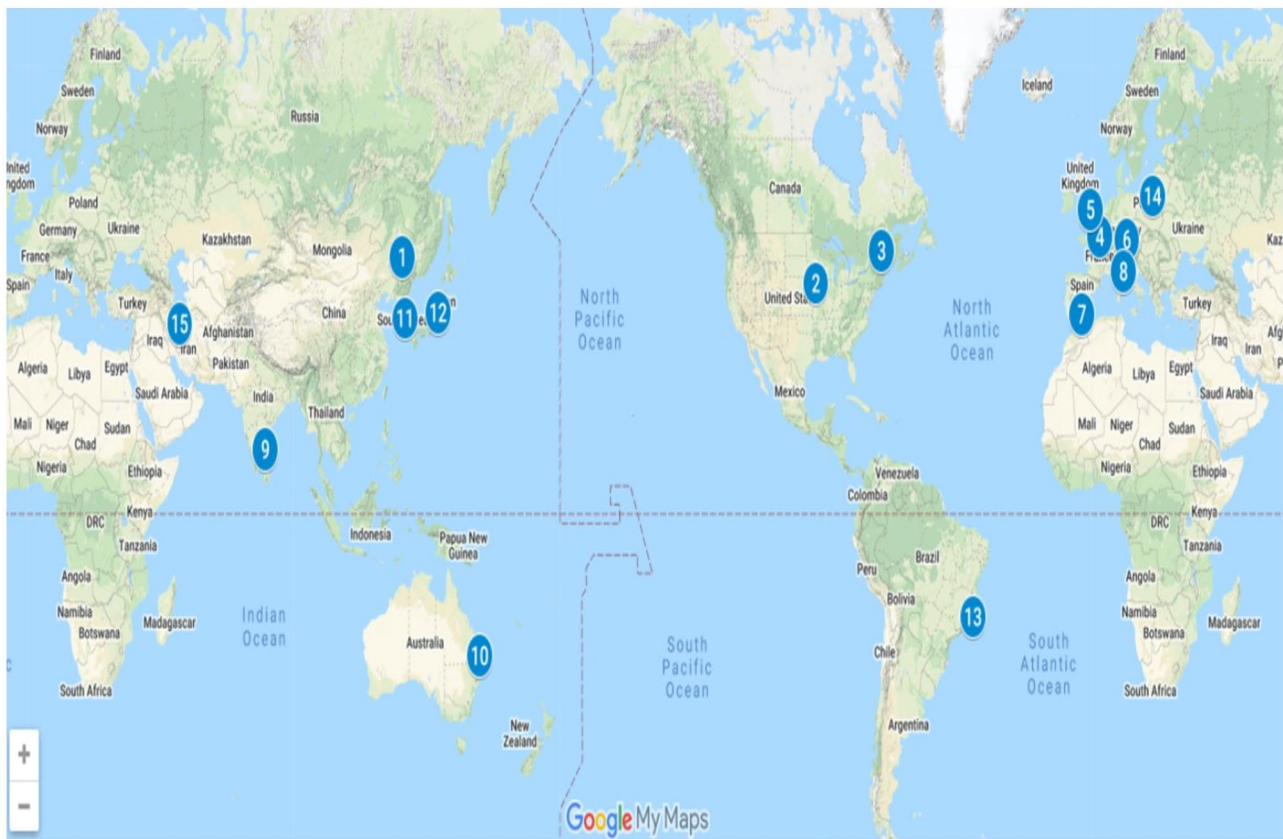 Finland
Sweden
Norway
Russia
United
Kingdom
Poland
Germany
Ukraine
France
Kazakhstan
Mongolia
Italy
Spain
Turkey
China
Afghanistan
Iraq
Iran
Pakistan
Algeria
Libya
Egypt
Saudi Arabia
India
Thailand
Mali
Niger
Chad
Sudan
Nigeria
Ethiopia
DRC
Kenya
Tanzania
Indonesia
Papua New
Guinea
Angola
Namibia
Botswana
Madagascar
South Africa
Indian
Ocean
Australia
New
Zealand
1
15
11
12
9
10
North
Pacific
Ocean
South
Pacific
Ocean
Canada
3
2
Mexico
Venezuela
Colombia
Brazil
Peru
Bolivia
13
Chile
Argentina
North
Atlantic
Ocean
South
Atlantic
Ocean
Iceland
Finland
Sweden
Norway
United
Kingdom
5
14
4
6
8
7
Ukraine
Spain
Turkey
Iraq
Iran
Algeria
Libya
Egypt
Saudi Arabia
Mali
Niger
Chad
Sudan
Nigeria
Ethiopia
DRC
Kenya
Tanzania
Angola
Namibia
Botswana
Madagascar
South Africa
+
−
Google My Maps